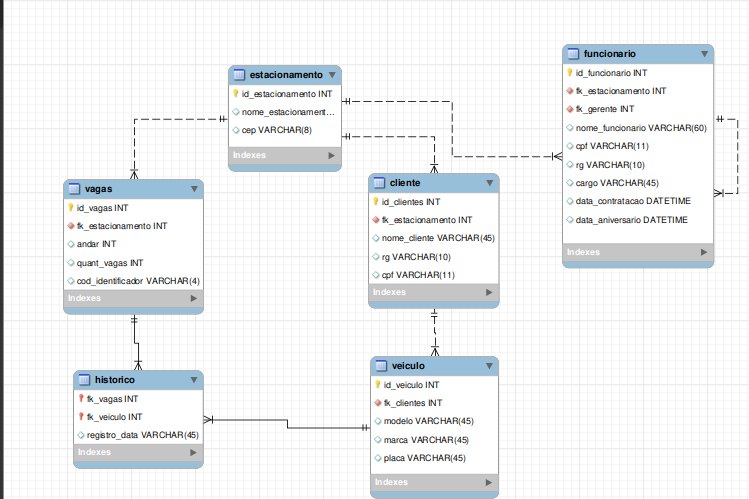 estacionamento
id_estacionamento INT
nome_estacionament...
cep VARCHAR(8)
Indexes
funcionario
id_funcionario INT
fk_estacionamento INT
fk_gerente INT
nome_funcionario VARCHAR(60)
cpf VARCHAR(11)
rg VARCHAR(10)
cargo VARCHAR(45)
data_contratacao DATETIME
data_aniversario DATETIME
Indexes
vagas
id_vagas INT
fk_estacionamento INT
andar INT
quant_vagas INT
cod_identificador VARCHAR(4)
Indexes
cliente
id_clientes INT
fk_estacionamento INT
nome_cliente VARCHAR(45)
rg VARCHAR(10)
cpf VARCHAR(11)
Indexes
historico
fk_vagas INT
fk_veiculo INT
registro_data VARCHAR(45)
Indexes
veiculo
id_veiculo INT
fk_clientes INT
modelo VARCHAR(45)
marca VARCHAR(45)
placa VARCHAR(45)
Indexes